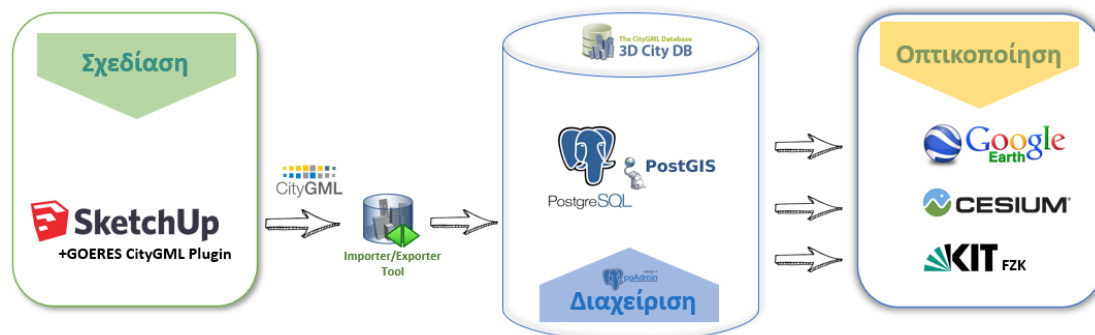 Σχεδίαση
SketchUp
+GOERES CityGML Plugin
CityGML
Importer/Exporter
Tool
The CityGML Database
3D City DB
PostgreSQL
PostGIS
pgAdmin
Διαχείριση
Οπτικοποίηση
Google
Earth
CESIUM
KIT FZK